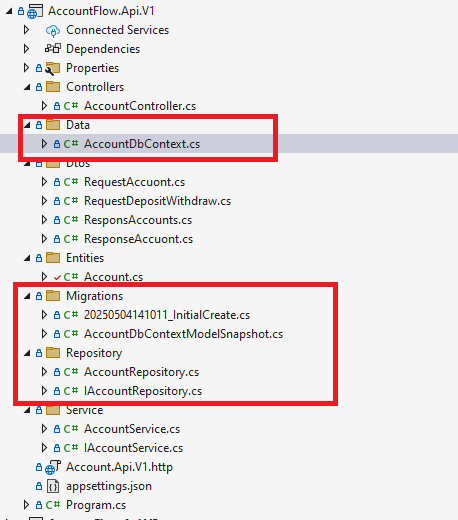 AccountFlow.Api.V1
Connected Services
Dependencies
Properties
Controllers
C# AccountController.cs
Data
C# AccountDbContext.cs
Dtos
C# RequestAccuont.cs
C# RequestDepositWithdraw.cs
C# ResponsAccounts.cs
C# ResponseAccuont.cs
Entities
C# Account.cs
Migrations
C# 20250504141011_InitialCreate.cs
C# AccountDbContextModelSnapshot.cs
Repository
C# AccountRepository.cs
C# IAccountRepository.cs
Service
C# AccountService.cs
C# IAccountService.cs
Account.Api.V1.http
appsettings.json
C# Program.cs